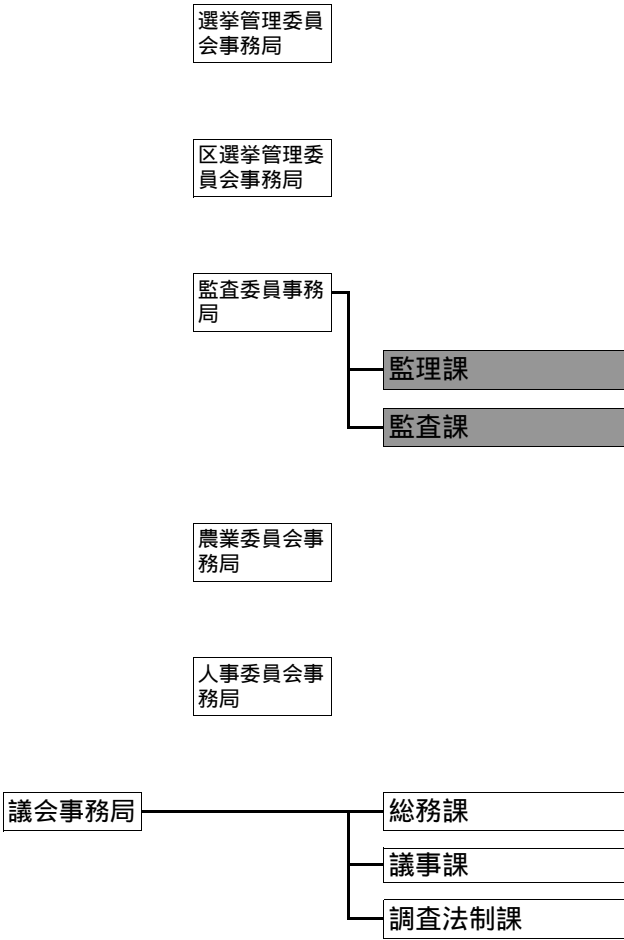 選挙管理委員
会事務局
区選挙管理委
員会事務局
監査委員事務
局
監理課
監査課
農業委員会事
務局
人事委員会事
務局
議会事務局
総務課
議事課
調査法制課